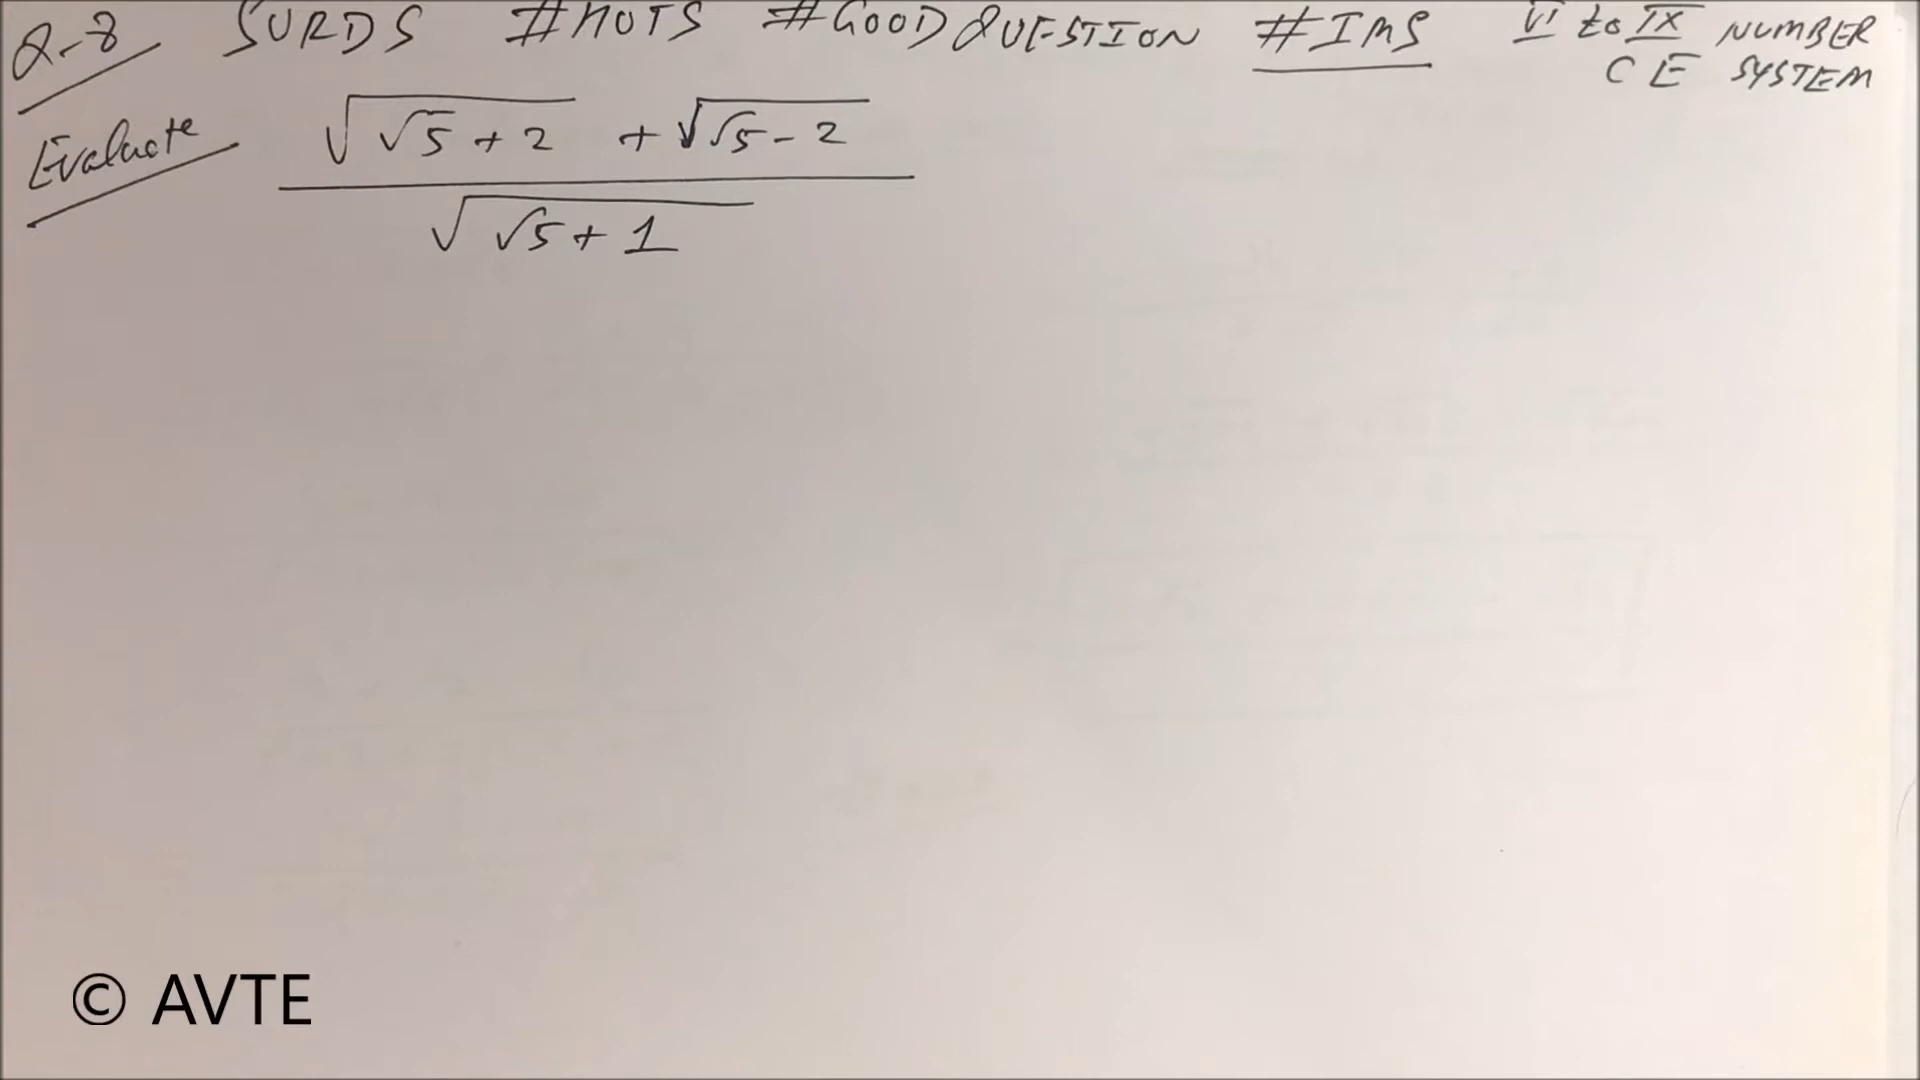 Q-8 SURDS #HOTS #GOOD QUESTION #IMS VI to IX NUMBER
CE SYSTEM
Evaluate √(√5 + 2) + √(√5 - 2)
√(√5 + 1)
© AVTE